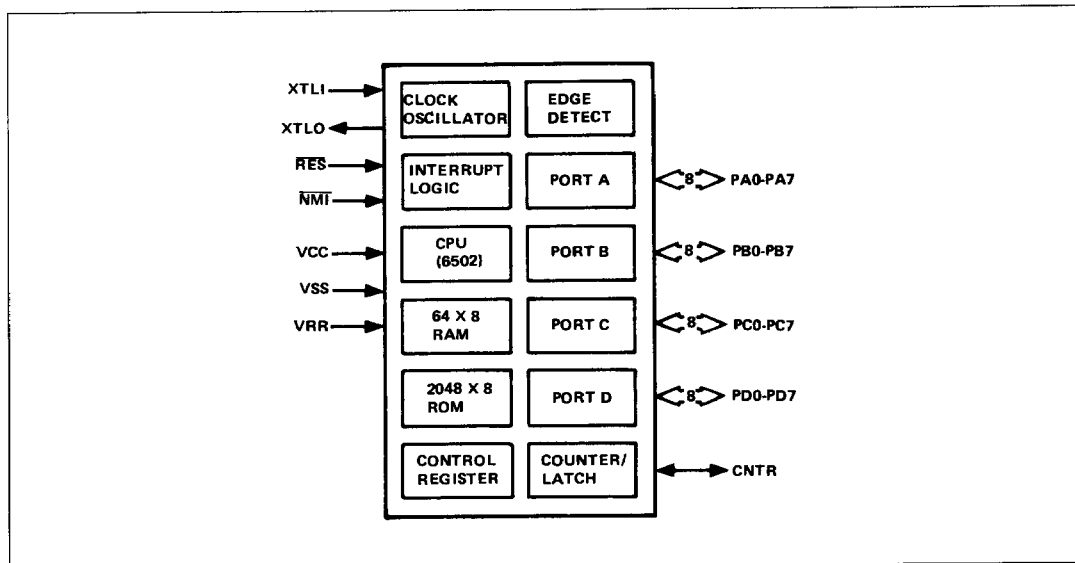 XTLI
XTLO
RES
NMI
VCC
VSS
VRR
CLOCK
OSCILLATOR
EDGE
DETECT
INTERRUPT
LOGIC
PORT A
CPU
(6502)
PORT B
64 X 8
RAM
PORT C
2048 X 8
ROM
PORT D
CONTROL
REGISTER
COUNTER/
LATCH
8 PA0-PA7
8 PB0-PB7
8 PC0-PC7
8 PD0-PD7
CNTR